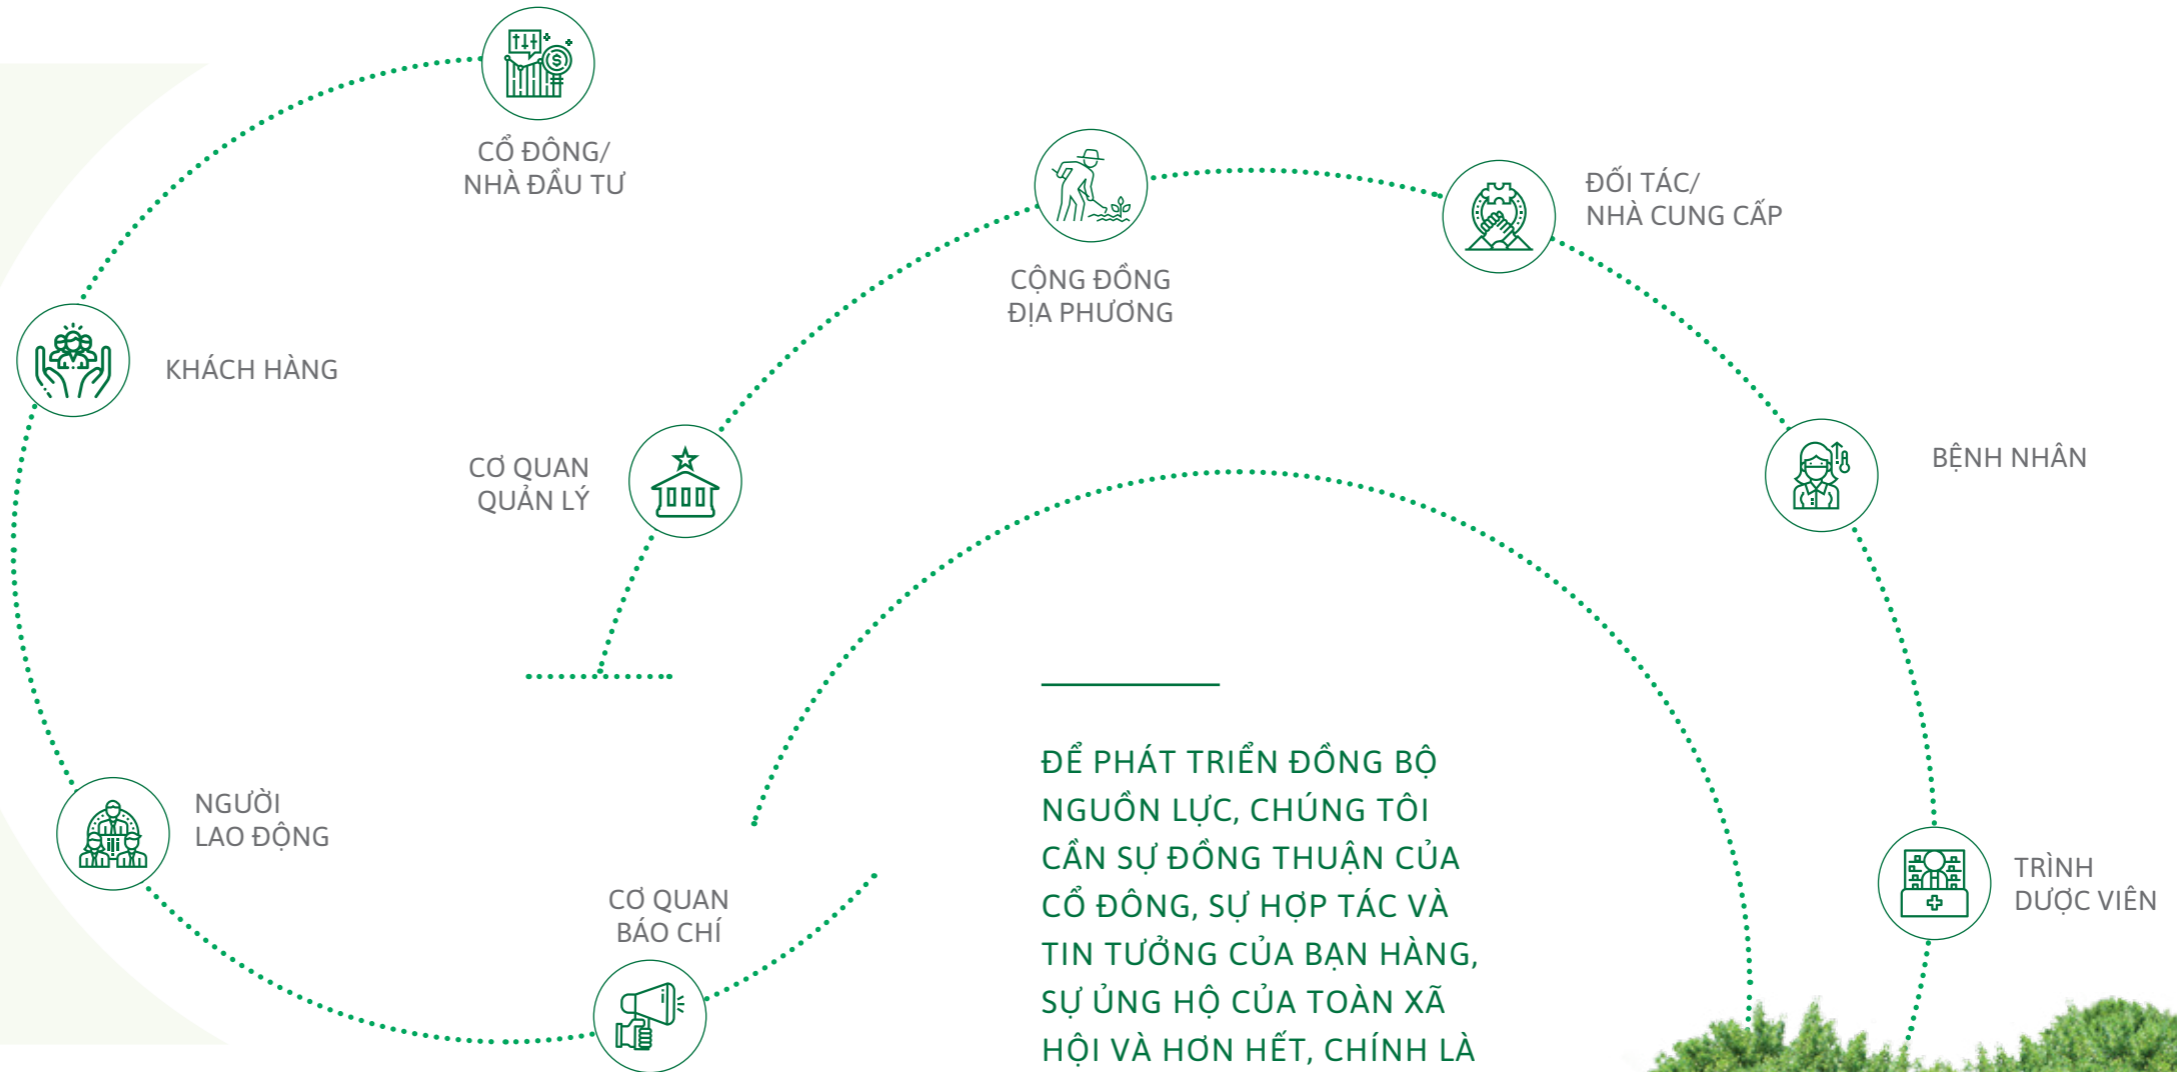 CỔ ĐÔNG/
NHÀ ĐẦU TƯ
KHÁCH HÀNG
NGƯỜI
LAO ĐỘNG
CƠ QUAN
BÁO CHÍ
CƠ QUAN
QUẢN LÝ
CỘNG ĐỒNG
ĐỊA PHƯƠNG
ĐỐI TÁC/
NHÀ CUNG CẤP
BỆNH NHÂN
TRÌNH
DƯỢC VIÊN
ĐỂ PHÁT TRIỂN ĐỒNG BỘ
NGUỒN LỰC, CHÚNG TÔI
CẦN SỰ ĐỒNG THUẬN CỦA
CỔ ĐÔNG, SỰ HỢP TÁC VÀ
TIN TƯỞNG CỦA BẠN HÀNG,
SỰ ỦNG HỘ CỦA TOÀN XÃ
HỘI VÀ HƠN HẾT, CHÍNH LÀ